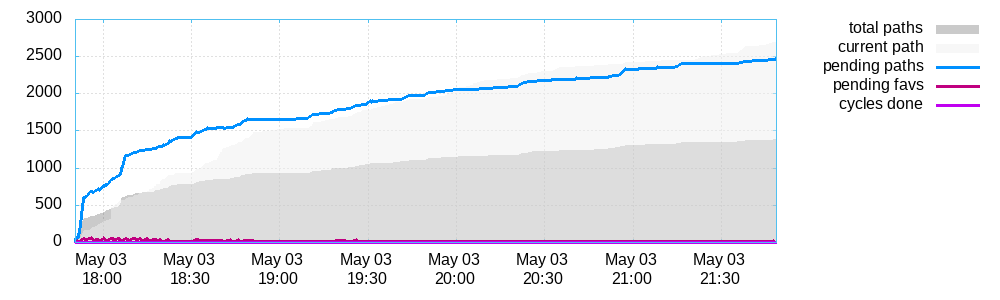 3000
2500
2000
1500
1000
500
0
May 03 May 03 May 03 May 03 May 03 May 03 May 03 May 03
18:00 18:30 19:00 19:30 20:00 20:30 21:00 21:30
total paths
current path
pending paths
pending favs
cycles done